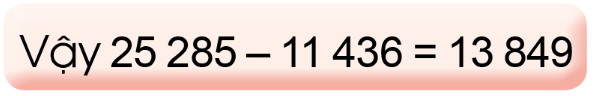 Vậy 25 285 – 11 436 = 13 849